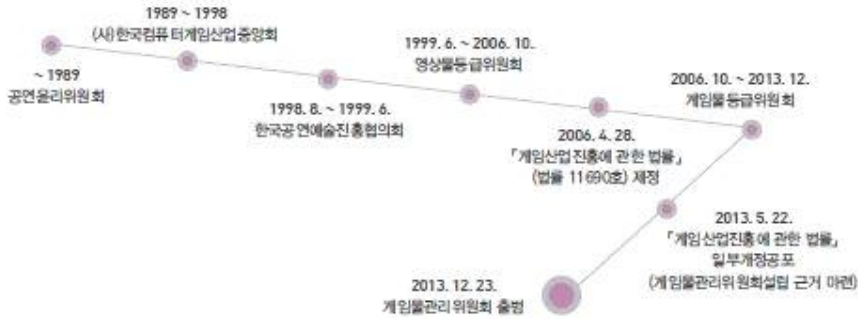 ~ 1989
공연윤리위원회
1989 ~ 1998
(사)한국컴퓨터게임산업중앙회
1998. 8. ~ 1999. 6.
한국공연예술진흥협의회
1999. 6. ~ 2006. 10.
영상물등급위원회
2006. 4. 28.
「게임산업진흥에 관한 법률」
(법률 11690호) 제정
2006. 10. ~ 2013. 12.
게임물등급위원회
2013. 5. 22.
「게임산업진흥에 관한 법률」
일부개정공포
(게임물관리위원회설립 근거 마련)
2013. 12. 23.
게임물관리위원회 출범